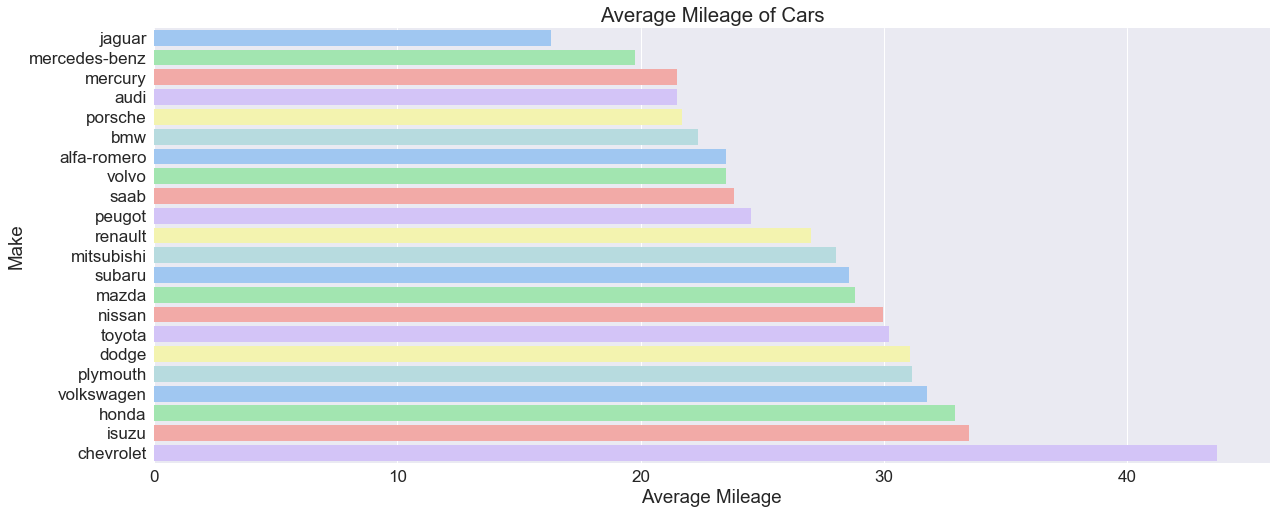 Average Mileage of Cars
Make
jaguar
mercedes-benz
mercury
audi
porsche
bmw
alfa-romero
volvo
saab
peugot
renault
mitsubishi
subaru
mazda
nissan
toyota
dodge
plymouth
volkswagen
honda
isuzu
chevrolet
0 10 20 30 40
Average Mileage